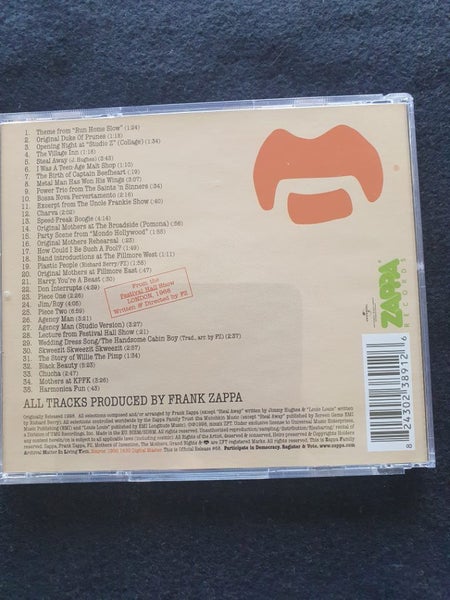 1. Theme from "Run Home Slow" (1:24)
2. Original Duke Of Prunes (1:18)
3. Opening Night at "Studio Z" (Collage) (1:34)
4. The Village Inn (1:16)
5. Steal Away (J. Hughes) (3:43)
6. I Was A Teen-Age Malt Shop (1:10)
7. The Birth of Captain Beefheart (.19)
8. Metal Man Has Won His Wings (3:07)
9. Power Trio from The Saints 'n Sinners (:34)
10. Bossa Nova Pervertamento (2:16)
11. Excerpt from The Uncle Frankie Show (:40)
12. Charva (2:02)
13. Speed-Freak Boogie (4:14)
14. Original Mothers at The Broadside (Pomona) (.56)
15. Party Scene from "Mondo Hollywood" (1:55)
16. Original Mothers Rehearsal (:23)
17. How Could I Be Such A Fool? (1:49)
18. Band introductions at The Fillmore West (1:11)
19. Plastic People (Richard Berry/FZ) (1:58)
20. Original Mothers at Fillmore East (:47)
21. Harry, You're A Beast (:30)
22. Don Interrupts (4:39)
23. Piece One (2:26)
24. Jim/Roy (4:05)
25. Piece Two (6:59)
26. Agency Man (3:21)
27. Agency Man (Studio Version) (3:27)
28. Lecture from Festival Hall Show (:21)
29. Wedding Dress Song/The Handsome Cabin Boy (Trad., arr by FZ) (2:37)
30. Skweezit Skweezit Skweezit (2:57)
31. The Story of Willie The Pimp (1:34)
32. Black Beauty (5:23)
33. Chucha (2:47)
34. Mothers at KPFK (3:26)
35. Harmonica Fun (:43)
From the
Festival Hall Show
LONDON, 1968
Written & Directed by FZ
ALL TRACKS PRODUCED BY FRANK ZAPPA
ZAPPA
RECORDS
8 24302 38912 6